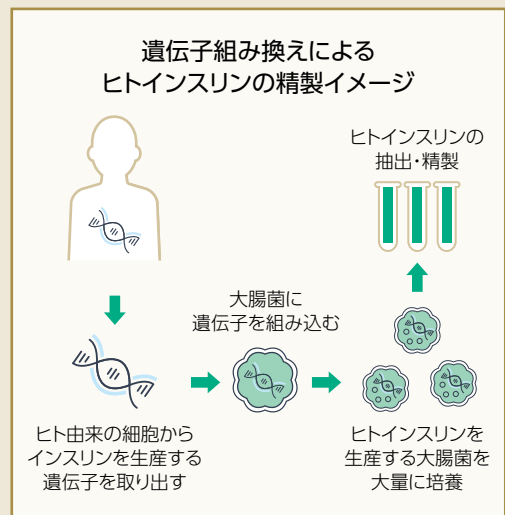 遺伝子組み換えによる
ヒトインスリンの精製イメージ
ヒト由来の細胞から
インスリンを生産する
遺伝子を取り出す
大腸菌に
遺伝子を組み込む
ヒトインスリンを
生産する大腸菌を
大量に培養
ヒトインスリンの
抽出・精製